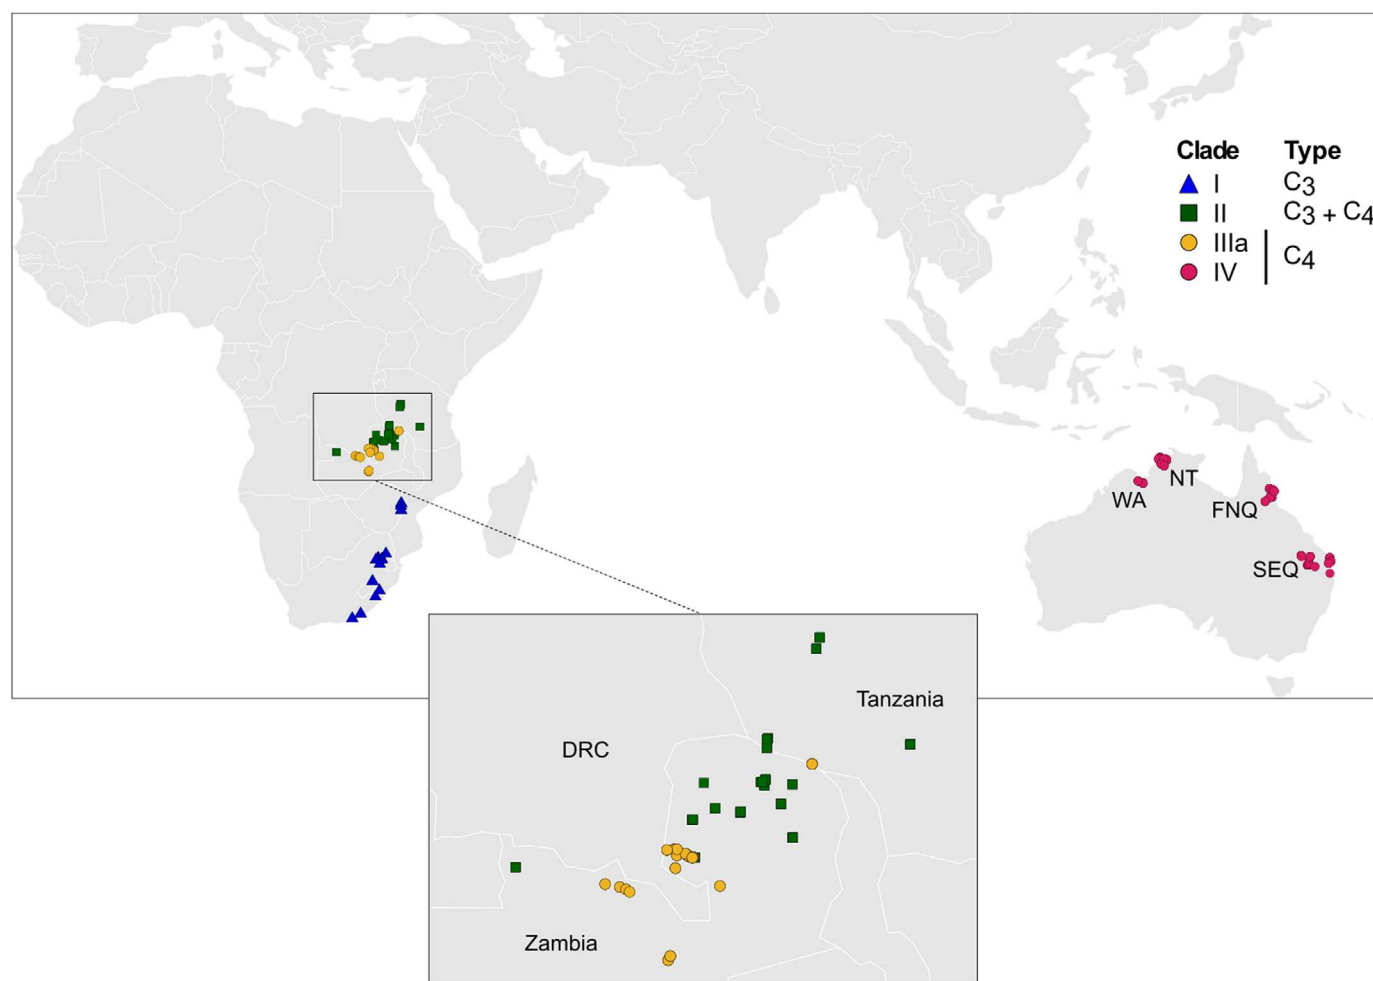 Clade Type
I C3
II C3 + C4
IIIa
C4
IV
NT
WA
FNQ
SEQ
Tanzania
DRC
Zambia